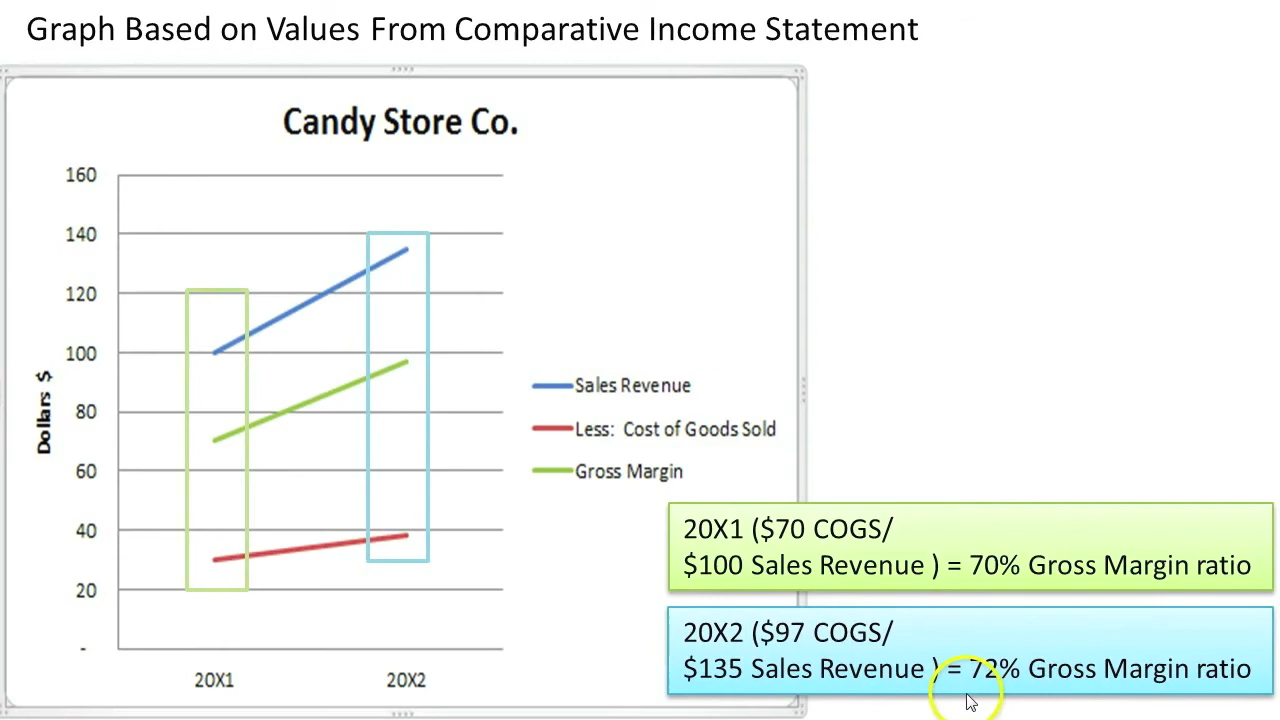 Graph Based on Values From Comparative Income Statement
Candy Store Co.
160
140
120
100
80
60
40
20
-
Dollars $
20X1
20X2
Sales Revenue
Less: Cost of Goods Sold
Gross Margin
20X1 ($70 COGS/
$100 Sales Revenue ) = 70% Gross Margin ratio
20X2 ($97 COGS/
$135 Sales Revenue ) = 72% Gross Margin ratio